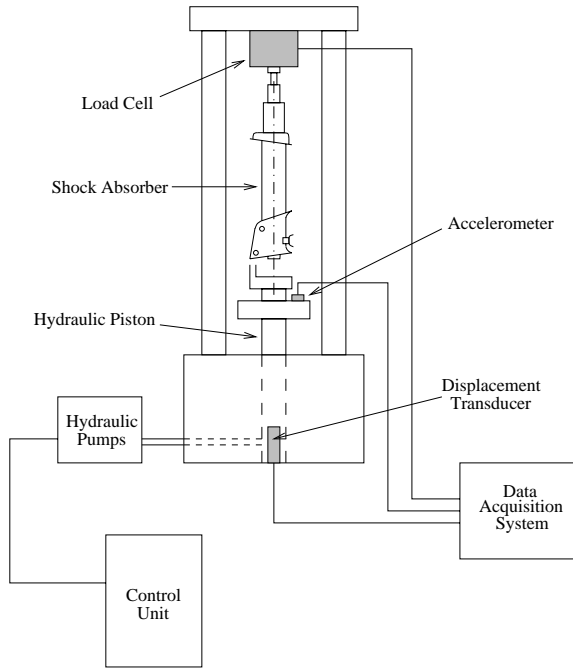 Load Cell
Shock Absorber
Accelerometer
Hydraulic Piston
Displacement
Transducer
Hydraulic
Pumps
Data
Acquisition
System
Control
Unit